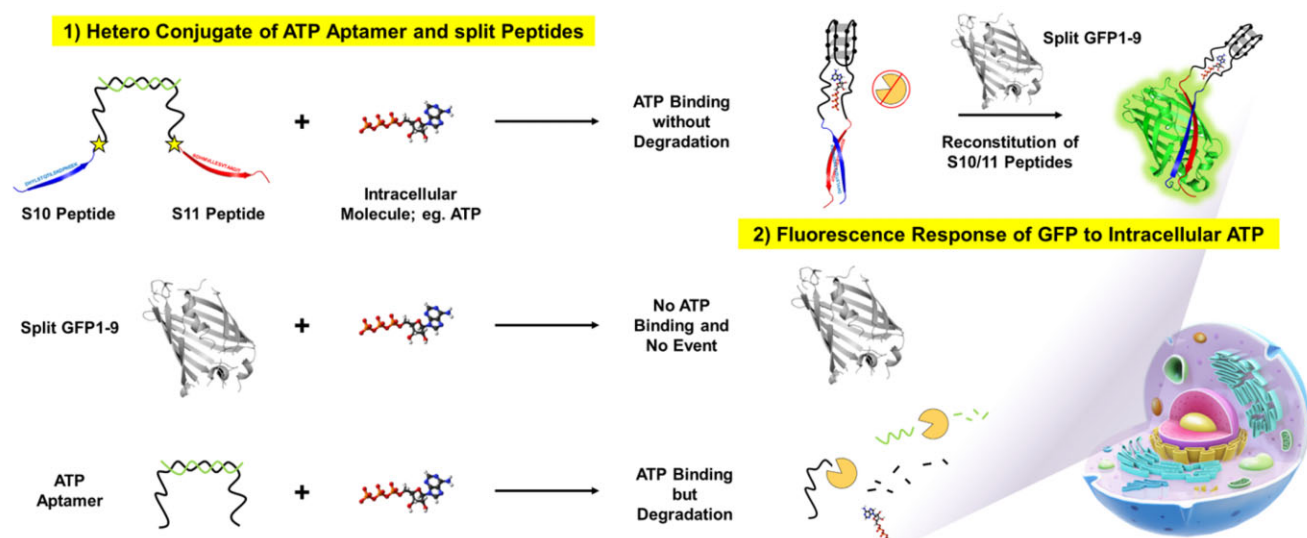 1) Hetero Conjugate of ATP Aptamer and split Peptides
S10 Peptide
S11 Peptide
+
Intracellular
Molecule; eg. ATP
ATP Binding
without
Degradation
Split GFP1-9
Reconstitution of
S10/11 Peptides
2) Fluorescence Response of GFP to Intracellular ATP
Split GFP1-9
+
No ATP
Binding and
No Event
ATP
Aptamer
+
ATP Binding
but
Degradation